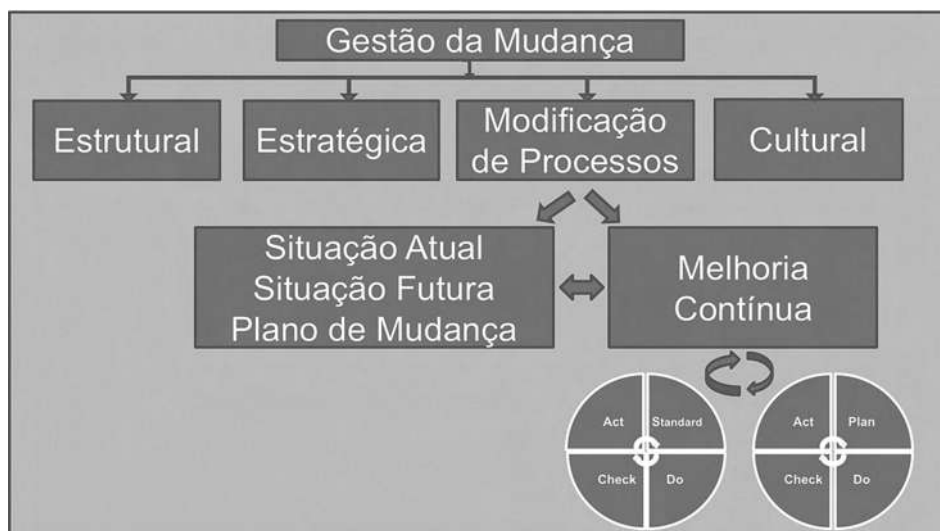 Gestão da Mudança
Estrutural
Estratégica
Modificação
de Processos
Cultural
Situação Atual
Situação Futura
Plano de Mudança
Melhoria
Contínua
Act
Standard
Check
Do
Act
Plan
Check
Do